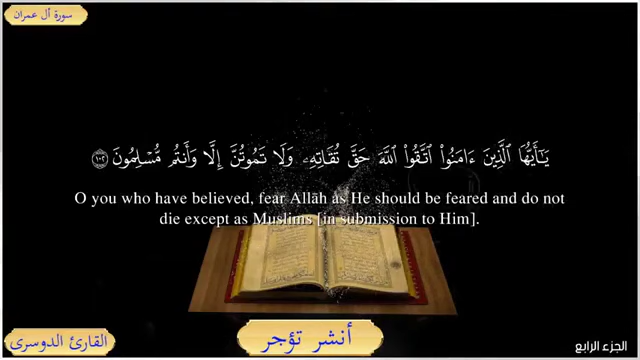 سورة آل عمران
يَـٰٓأَيُّهَا ٱلَّذِينَ ءَامَنُوا۟ ٱتَّقُوا۟ ٱللَّهَ حَقَّ تُقَاتِهِۦ وَلَا تَمُوتُنَّ إِلَّا وَأَنتُم مُّسْلِمُونَ ١٠٢
O you who have believed, fear Allāh as He should be feared and do not
die except as Muslims [in submission to Him].
القارئ الدوسرى
أنشر تؤجر
الجزء الرابع